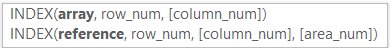 INDEX(array, row_num, [column_num])
INDEX(reference, row_num, [column_num], [area_num])